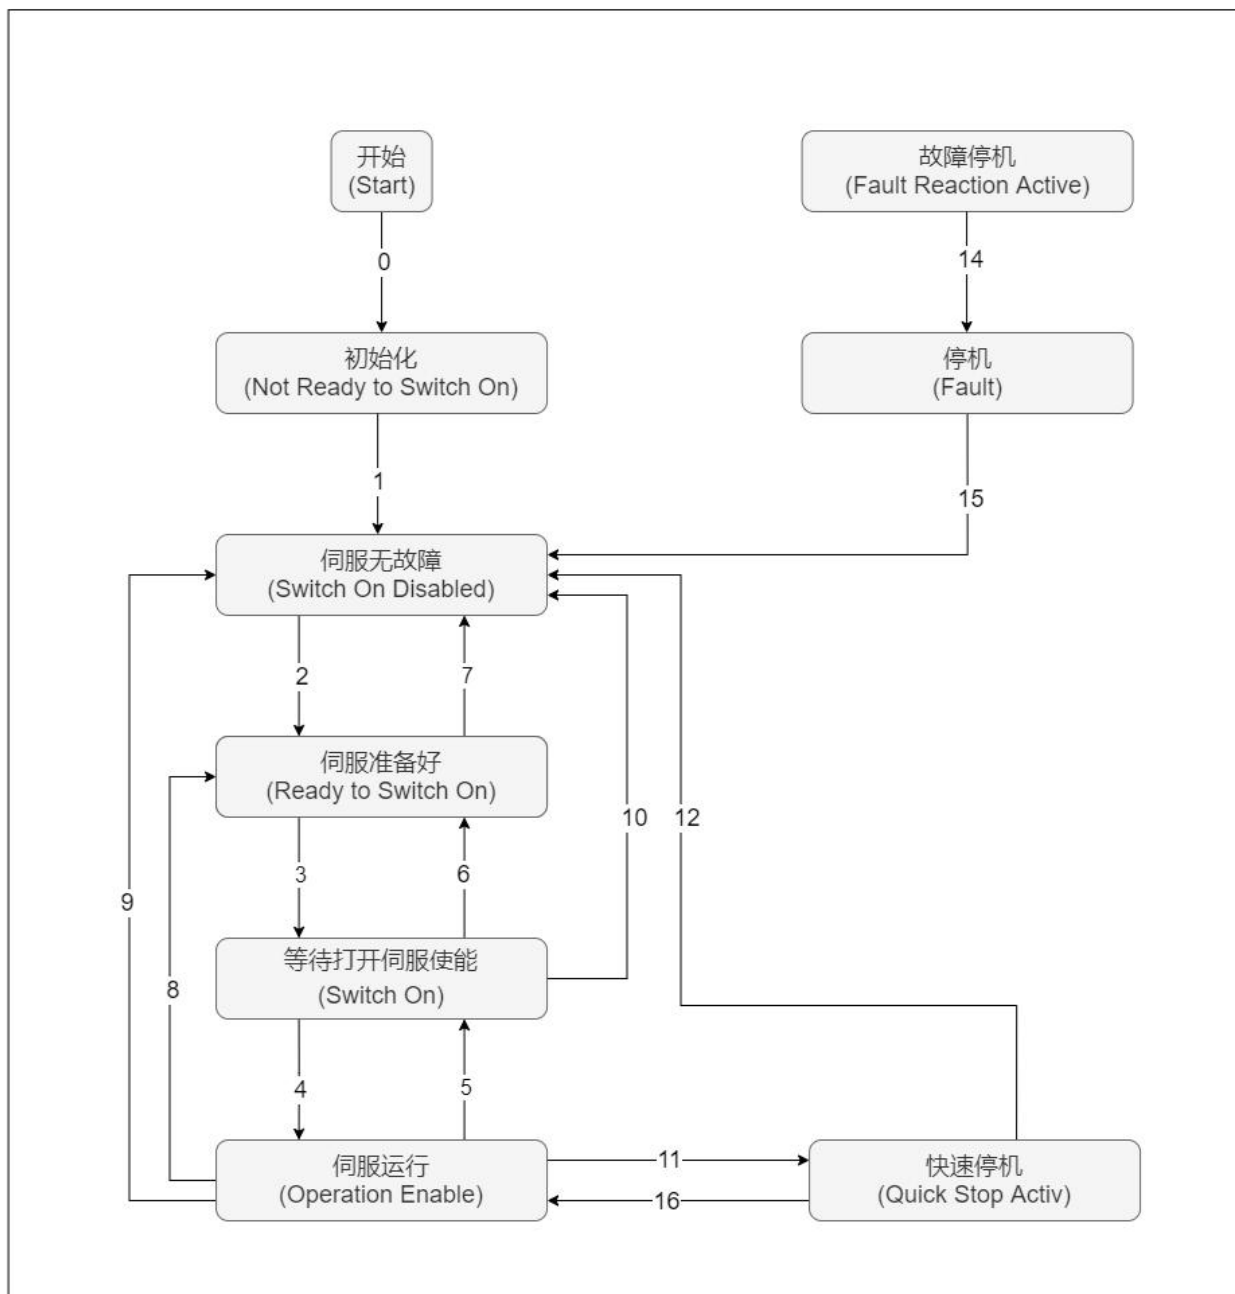 开始
(Start)
故障停机
(Fault Reaction Active)
0
14
初始化
(Not Ready to Switch On)
停机
(Fault)
1
15
伺服无故障
(Switch On Disabled)
2
7
伺服准备好
(Ready to Switch On)
10
12
3
6
9
等待打开伺服使能
(Switch On)
8
4
5
伺服运行
(Operation Enable)
11
16
快速停机
(Quick Stop Activ)